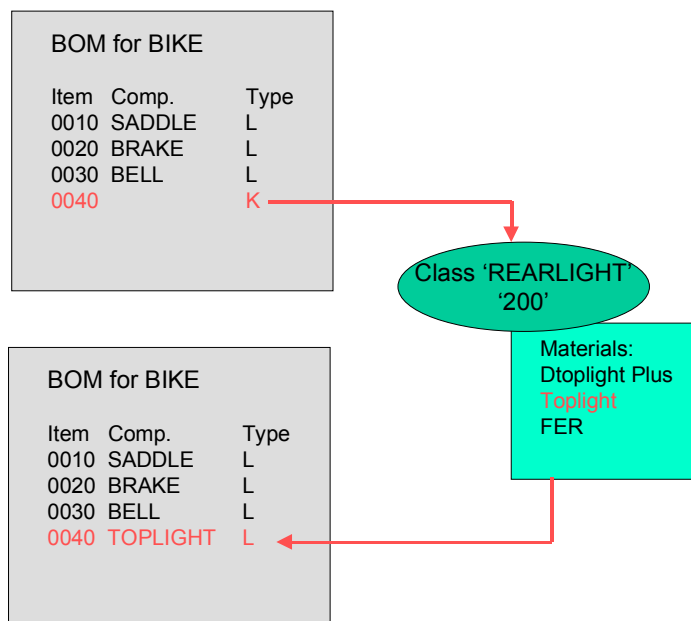 BOM for BIKE
Item Comp. Type
0010 SADDLE L
0020 BRAKE L
0030 BELL L
0040 K
Class ‘REARLIGHT’
‘200’
Materials:
Dtoplight Plus
Toplight
FER
BOM for BIKE
Item Comp. Type
0010 SADDLE L
0020 BRAKE L
0030 BELL L
0040 TOPLIGHT L